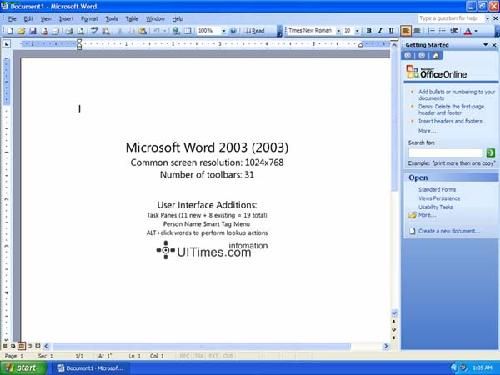 Document1 - Microsoft Word
File Edit View Insert Format Tools Table Window Help
Type a question for help
100%
Read
Times New Roman
10
B I U
Getting Started
Office Online
Add bullets or numbering to your documents
Demo: Delete the first-page header and footer
Insert headers and footers
More...
Search for:
Example: "print more than one copy"
Open
Standard Forms
Views Persistence
Usability Tasks
More...
Create a new document...
Microsoft Word 2003 (2003)
Common screen resolution: 1024x768
Number of toolbars: 31
User Interface Additions:
Task Panes (11 new + 8 existing = 19 total)
Person Name Smart Tag Menu
ALT - click words to perform lookup actions
infomation
UITimes.com
Page 1 Sec 1 1/1 At 1" Ln 1 Col 1 REC TRK EXT OVR
start
Document1 - Microsof...